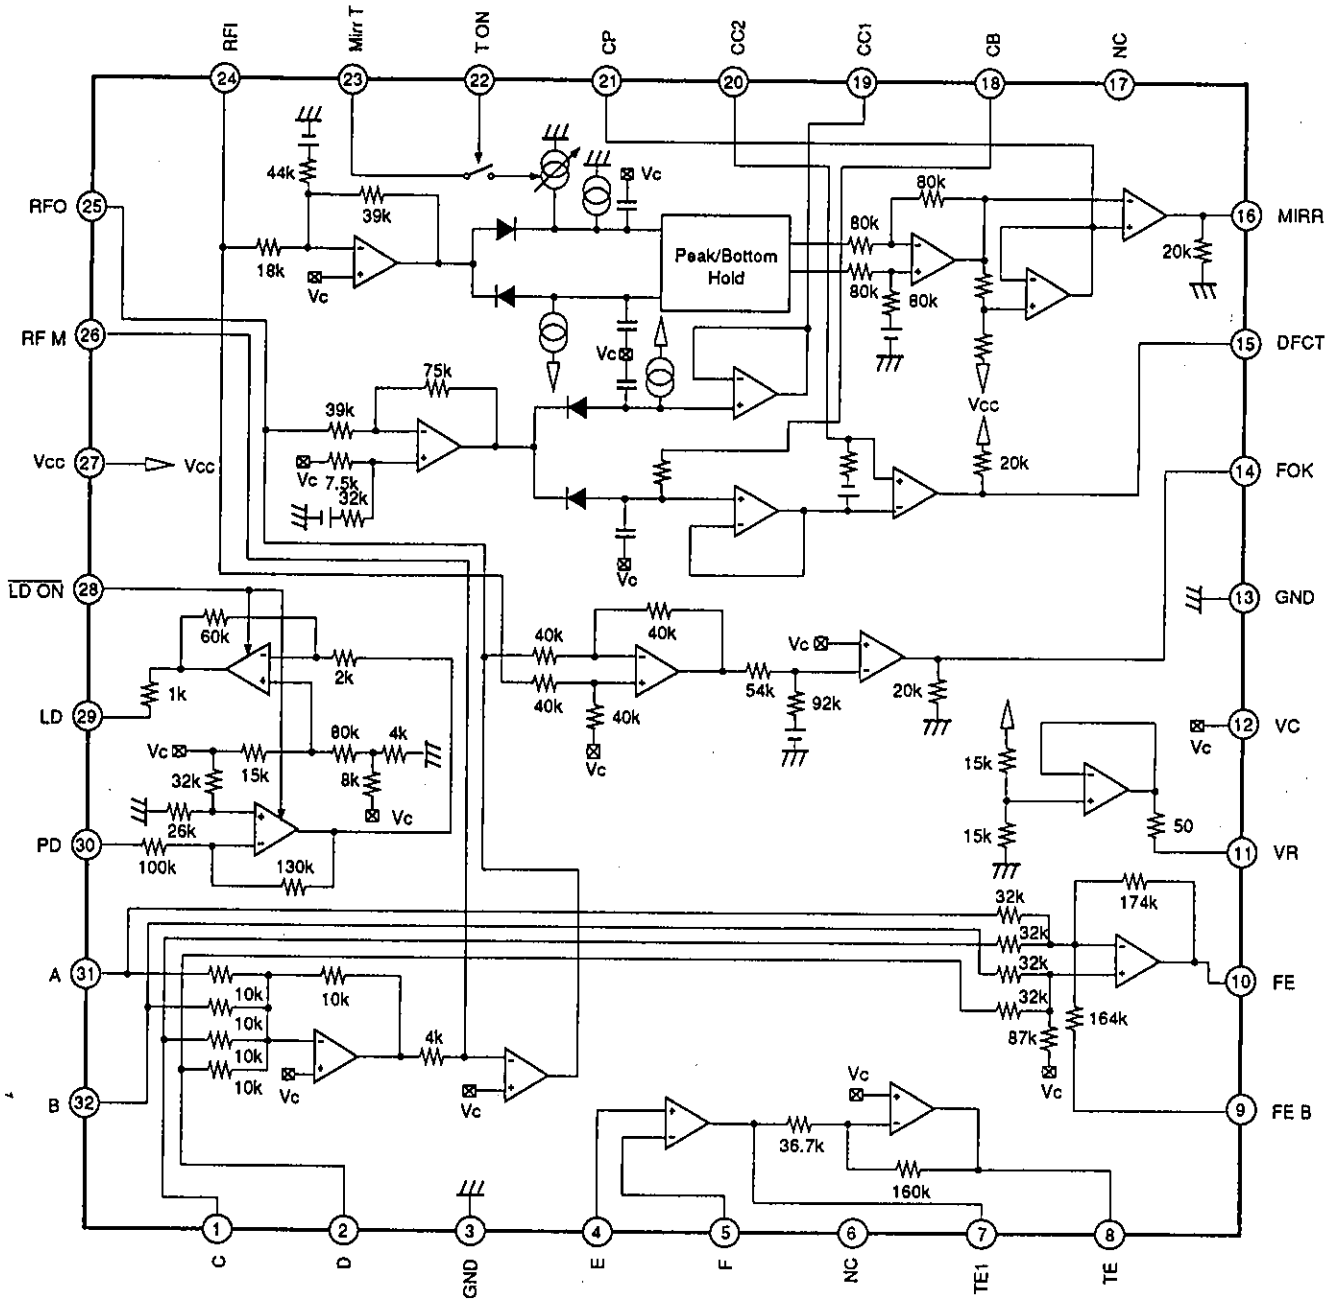 RFI
Mirr T
T ON
CP
CC2
CC1
CB
NC
24
23
22
21
20
19
18
17
44k
Vc
39k
80k
RFO
25
16
MIRR
18k
Vc
Peak/Bottom
Hold
80k
80k
80k
20k
RF M
26
15
DFCT
Vc
75k
39k
Vcc
Vcc
27
Vcc
Vc
7.5k
32k
20k
14
FOK
Vc
LD ON
28
13
GND
60k
40k
40k
Vc
2k
1k
40k
40k
54k
92k
20k
LD
29
12
VC
Vc
Vc
15k
80k
4k
32k
8k
Vc
Vc
15k
26k
PD
30
100k
130k
15k
50
11
VR
174k
32k
32k
A
31
10k
10k
32k
10
FE
10k
10k
10k
32k
87k
164k
4k
Vc
Vc
Vc
Vc
B
32
9
FE B
36.7k
160k
1
2
3
4
5
6
7
8
C
D
GND
E
F
NC
TE1
TE